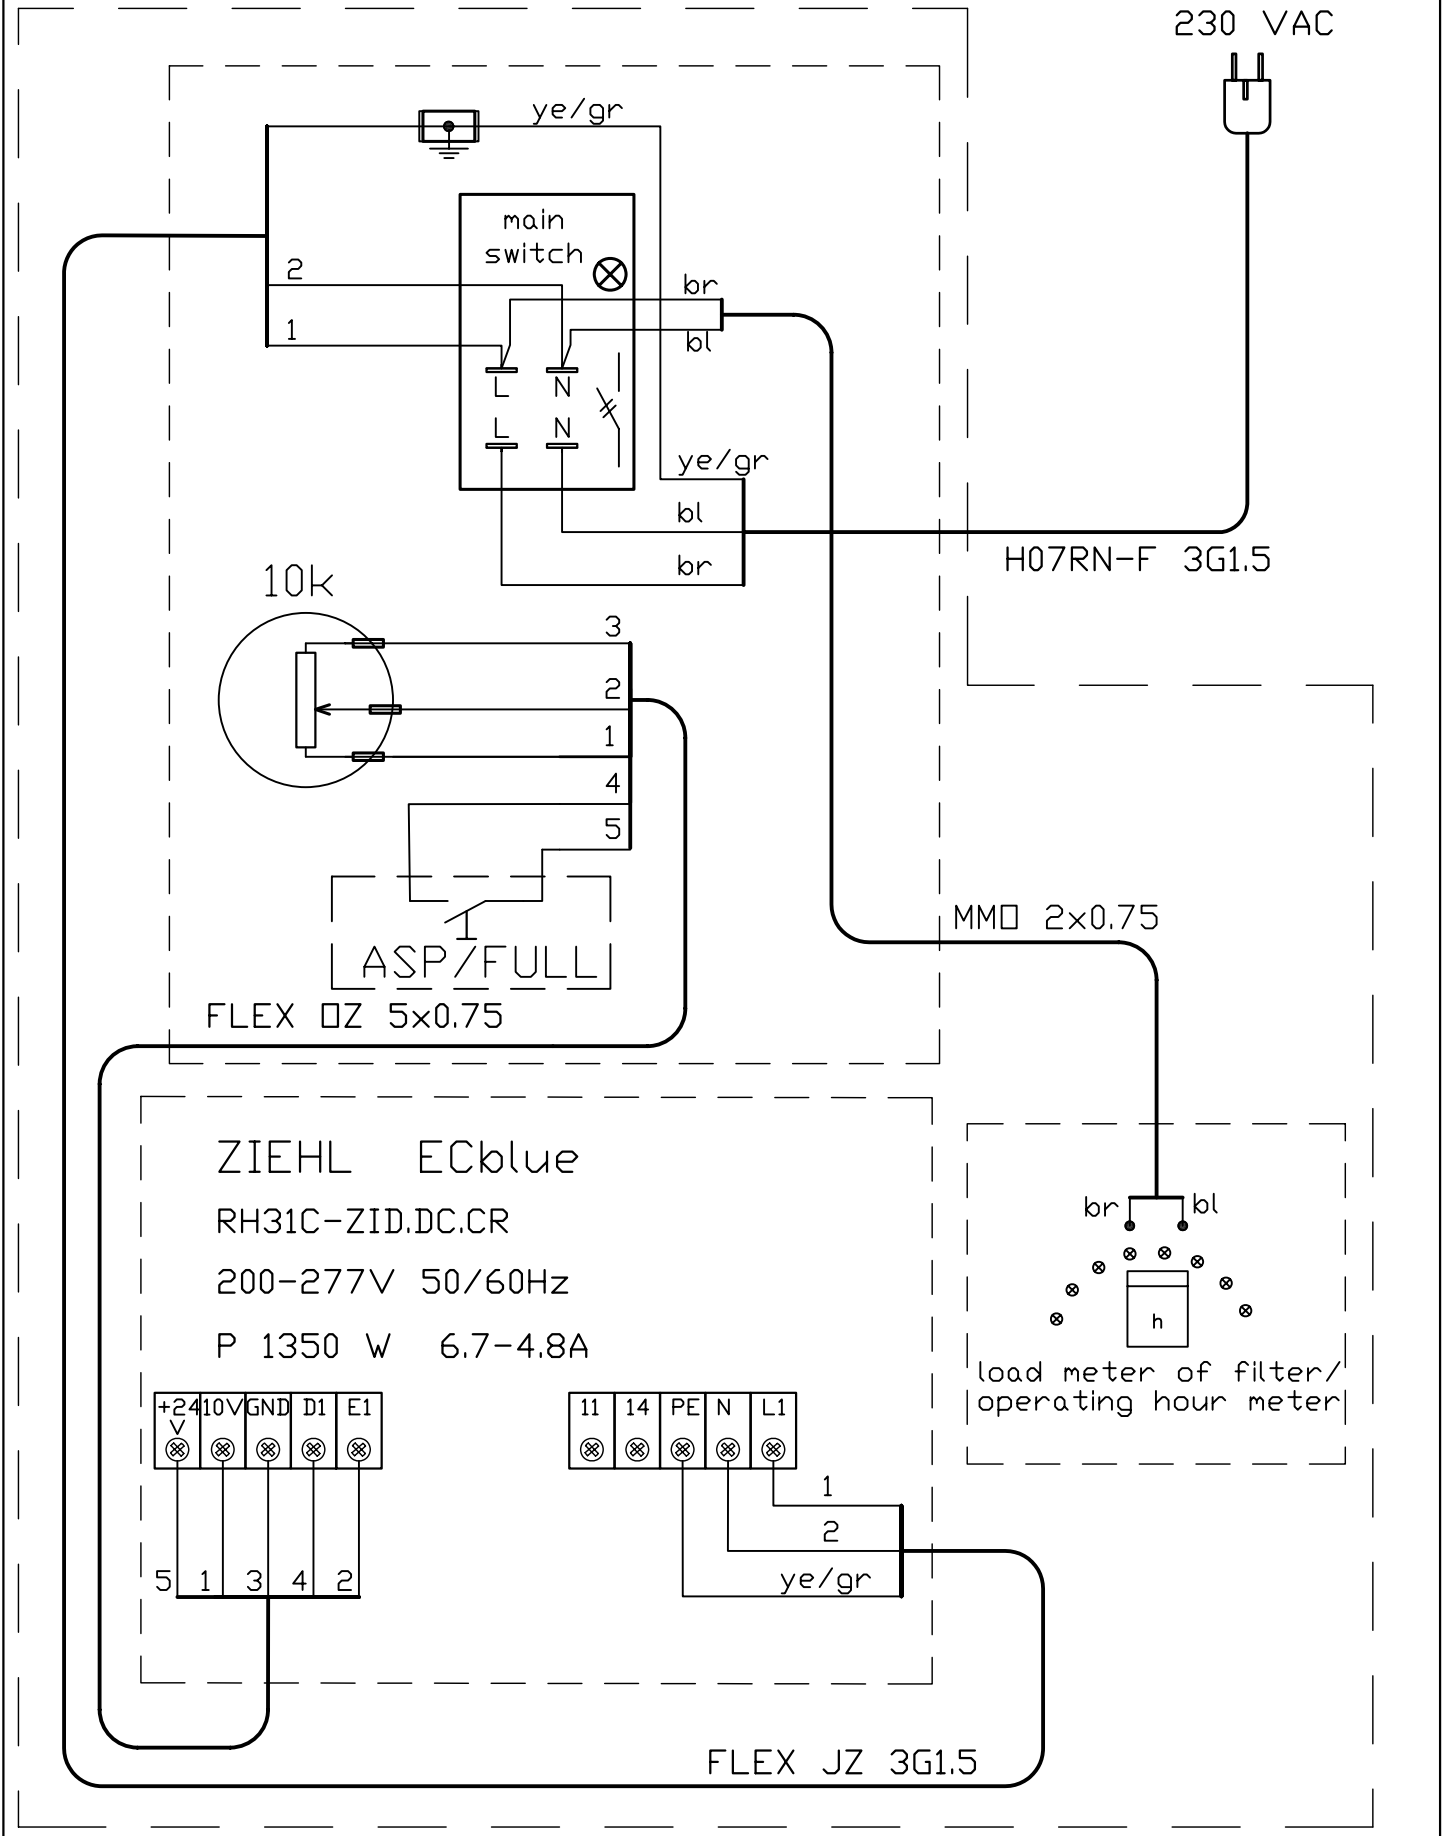 230 VAC
ye/gr
main
switch
2
br
1
bl
L N
L N
ye/gr
bl
H07RN-F 3G1.5
br
10k
3
2
1
4
5
MMO 2x0.75
ASP/FULL
FLEX OZ 5x0.75
ZIEHL ECblue
RH31C-ZID.DC.CR
200-277V 50/60Hz
P 1350 W 6.7-4.8A
br bl
h
load meter of filter/
operating hour meter
+24 10V GND D1 E1
V
11 14 PE N L1
1
2
5 1 3 4 2
ye/gr
FLEX JZ 3G1.5